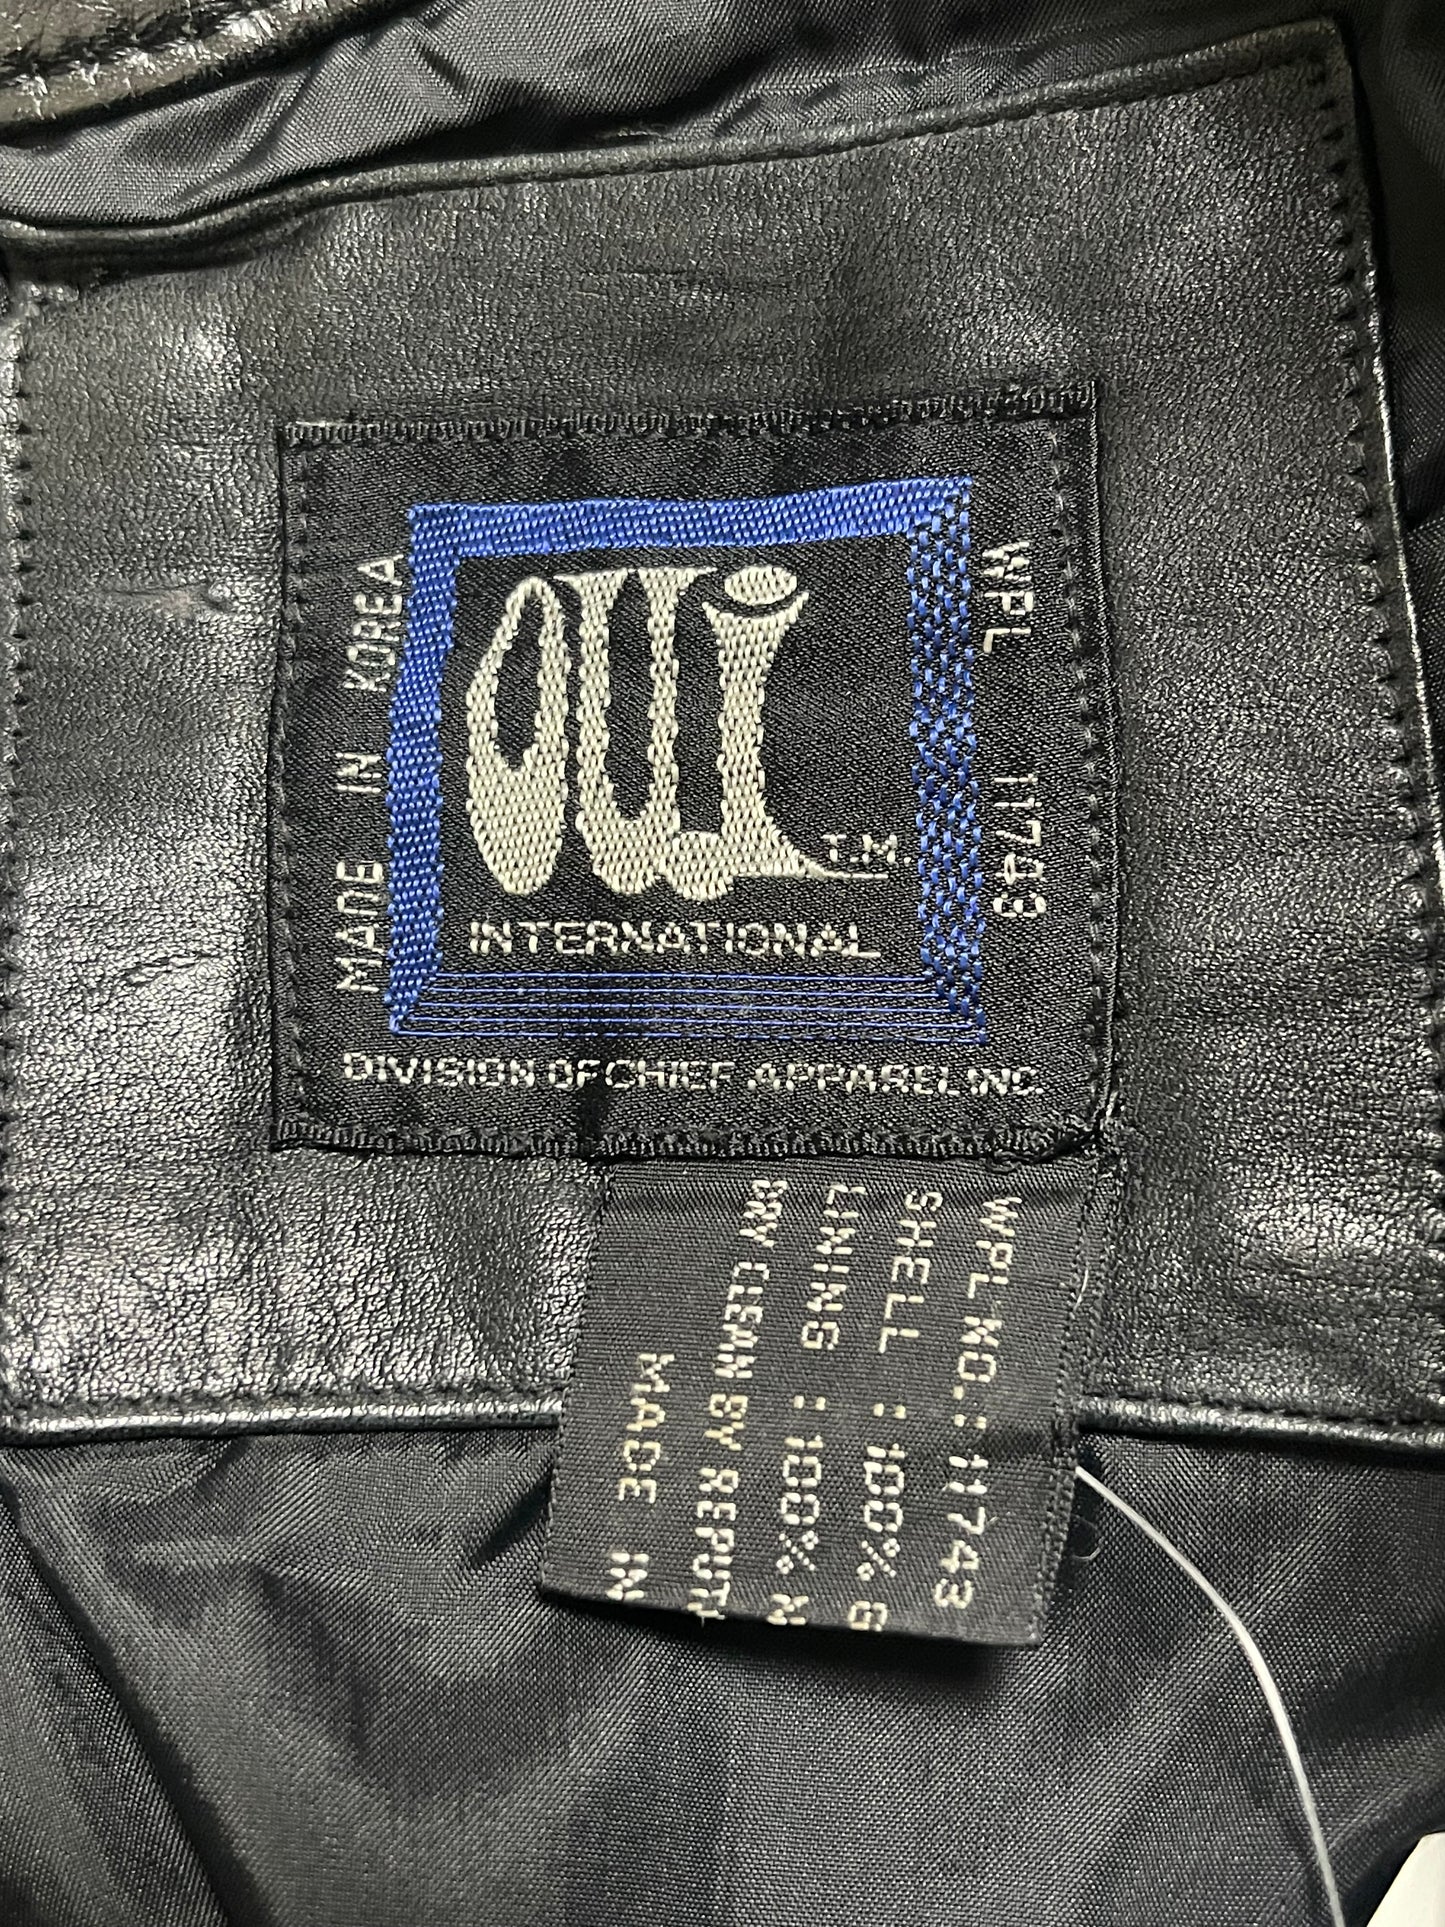 MADE IN KOREA
OUI
T.M.
INTERNATIONAL
WPL 11743
DIVISION OF CHIEF APPAREL INC.
WPL NO.: 11743
SHELL : 100% G
LINING : 100% N
DRY CLEAN BY REPUT
MADE IN